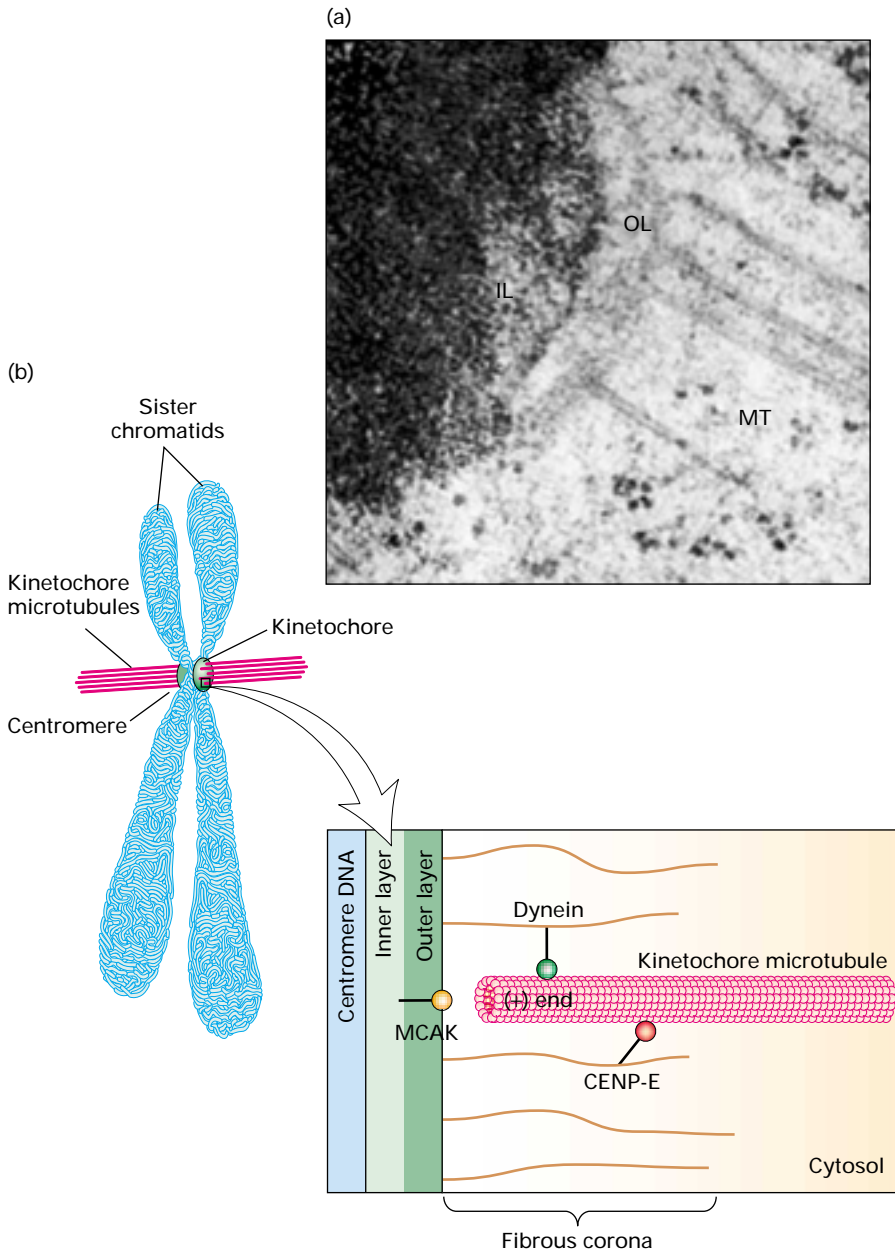 (a)
OL
IL
MT
(b)
Sister
chromatids
Kinetochore
microtubules
Kinetochore
Centromere
Centromere DNA
Inner layer
Outer layer
Dynein
Kinetochore microtubule
(+) end
MCAK
CENP-E
Cytosol
Fibrous corona